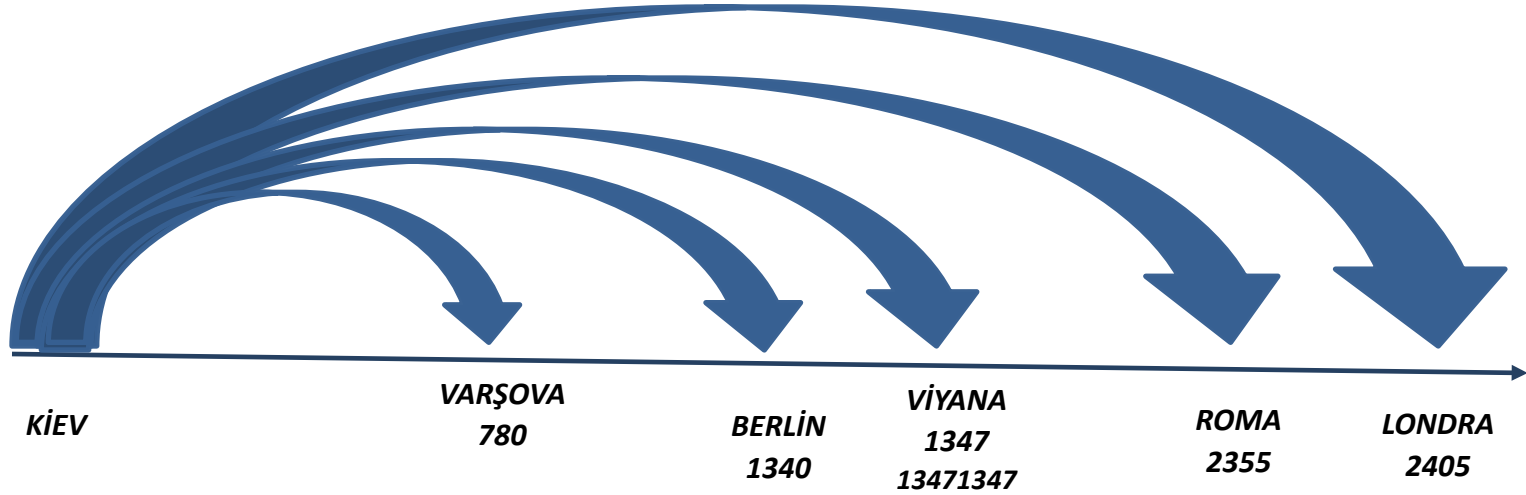 KİEV
VARŞOVA
780
BERLİN
1340
VİYANA
1347
13471347
ROMA
2355
LONDRA
2405